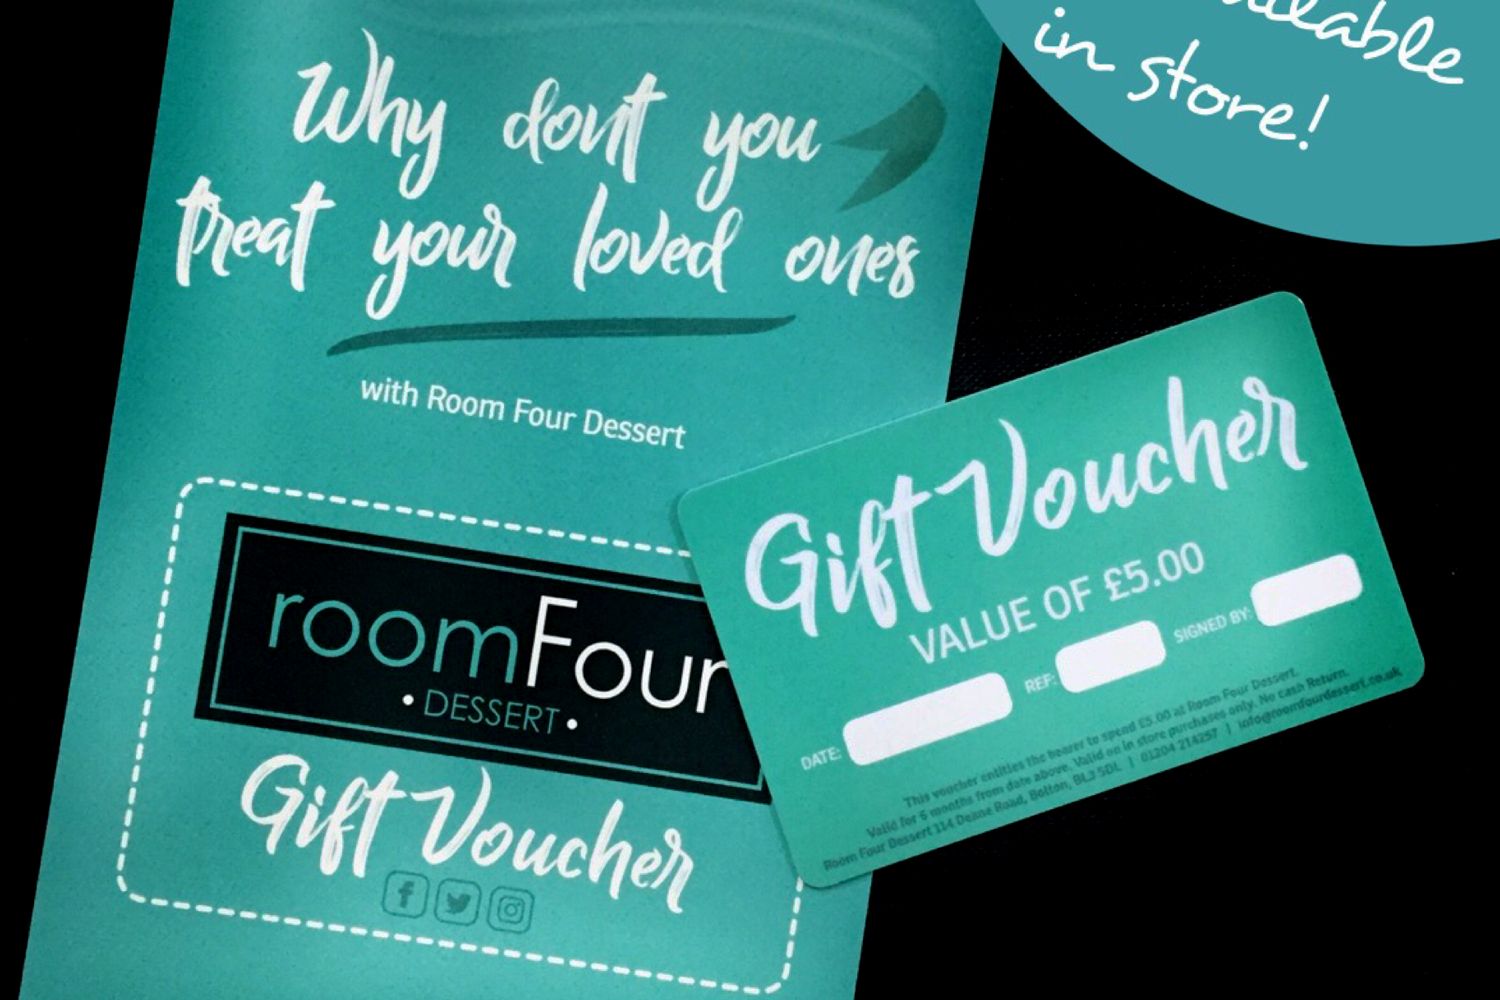 Why dont you
treat your loved ones
with Room Four Dessert
roomFour
• DESSERT •
Gift Voucher
in store!
Gift Voucher
VALUE OF £5.00
DATE:
REF:
SIGNED BY:
This voucher entitles the bearer to spend £5.00 at Room Four Dessert.
Valid for 6 months from date above. Valid on in store purchases only. No cash Return.
Room Four Dessert 114 Deane Road, Bolton, BL3 5DL | 01204 214257 | info@roomfourdessert.co.uk